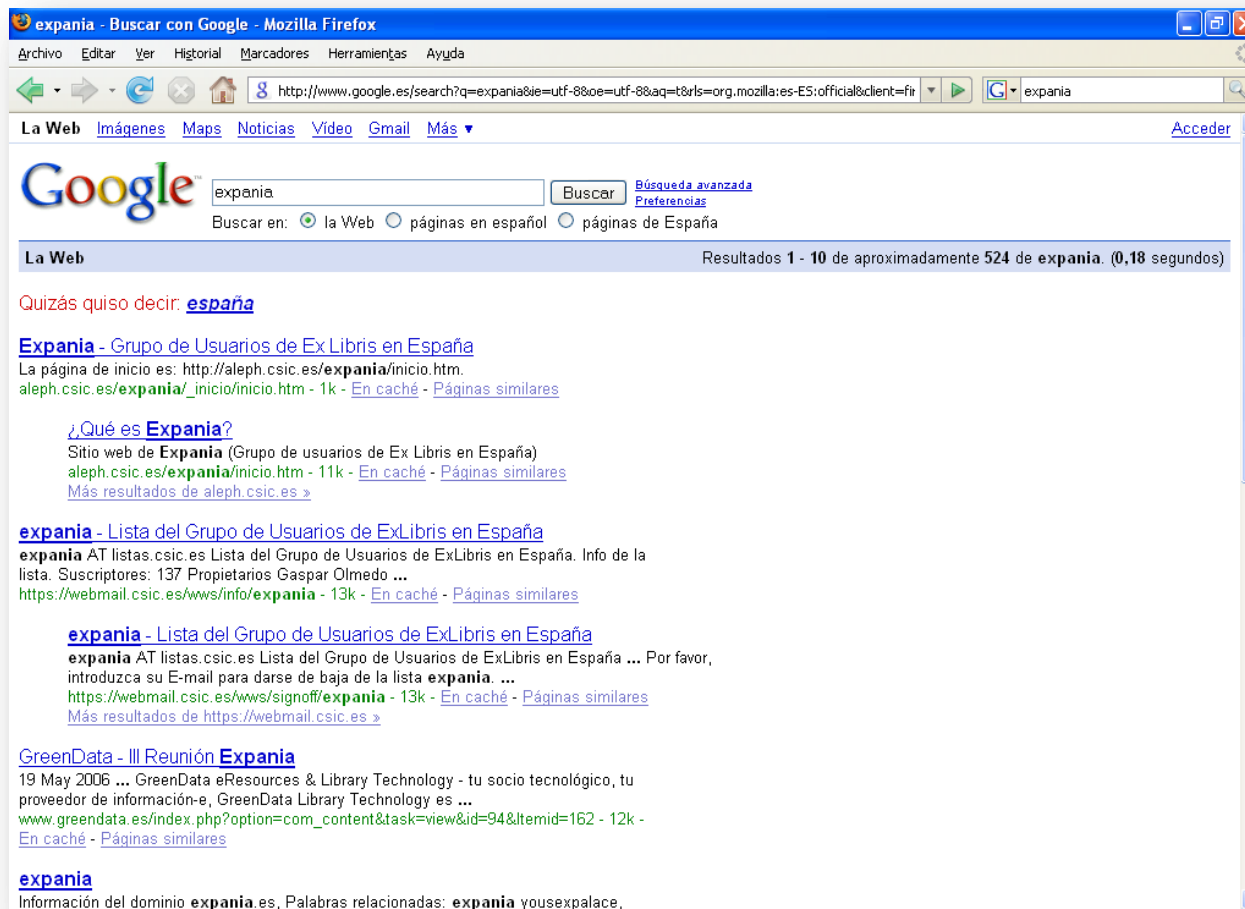 expania - Buscar con Google - Mozilla Firefox
Archivo Editar Ver Historial Marcadores Herramientas Ayuda
http://www.google.es/search?q=expania&ie=utf-8&oe=utf-8&aq=t&rls=org.mozilla:es-ES:official&client=fir expania
La Web Imágenes Maps Noticias Vídeo Gmail Más ▼ Acceder
Google™ expania Buscar Búsqueda avanzada
Preferencias
Buscar en: la Web páginas en español páginas de España
La Web Resultados 1 - 10 de aproximadamente 524 de expania. (0,18 segundos)
Quizás quiso decir: españa
Expania - Grupo de Usuarios de Ex Libris en España
La página de inicio es: http://aleph.csic.es/expania/inicio.htm.
aleph.csic.es/expania/_inicio/inicio.htm - 1k - En caché - Páginas similares
¿Qué es Expania?
Sitio web de Expania (Grupo de usuarios de Ex Libris en España)
aleph.csic.es/expania/inicio.htm - 11k - En caché - Páginas similares
Más resultados de aleph.csic.es »
expania - Lista del Grupo de Usuarios de ExLibris en España
expania AT listas.csic.es Lista del Grupo de Usuarios de ExLibris en España. Info de la
lista. Suscriptores: 137 Propietarios Gaspar Olmedo ...
https://webmail.csic.es/wws/info/expania - 13k - En caché - Páginas similares
expania - Lista del Grupo de Usuarios de ExLibris en España
expania AT listas.csic.es Lista del Grupo de Usuarios de ExLibris en España ... Por favor,
introduzca su E-mail para darse de baja de la lista expania. ...
https://webmail.csic.es/wws/signoff/expania - 13k - En caché - Páginas similares
Más resultados de https://webmail.csic.es »
GreenData - III Reunión Expania
19 May 2006 ... GreenData eResources & Library Technology - tu socio tecnológico, tu
proveedor de información-e, GreenData Library Technology es ...
www.greendata.es/index.php?option=com_content&task=view&id=94&Itemid=162 - 12k -
En caché - Páginas similares
expania
Información del dominio expania.es, Palabras relacionadas: expania yousexpalace,